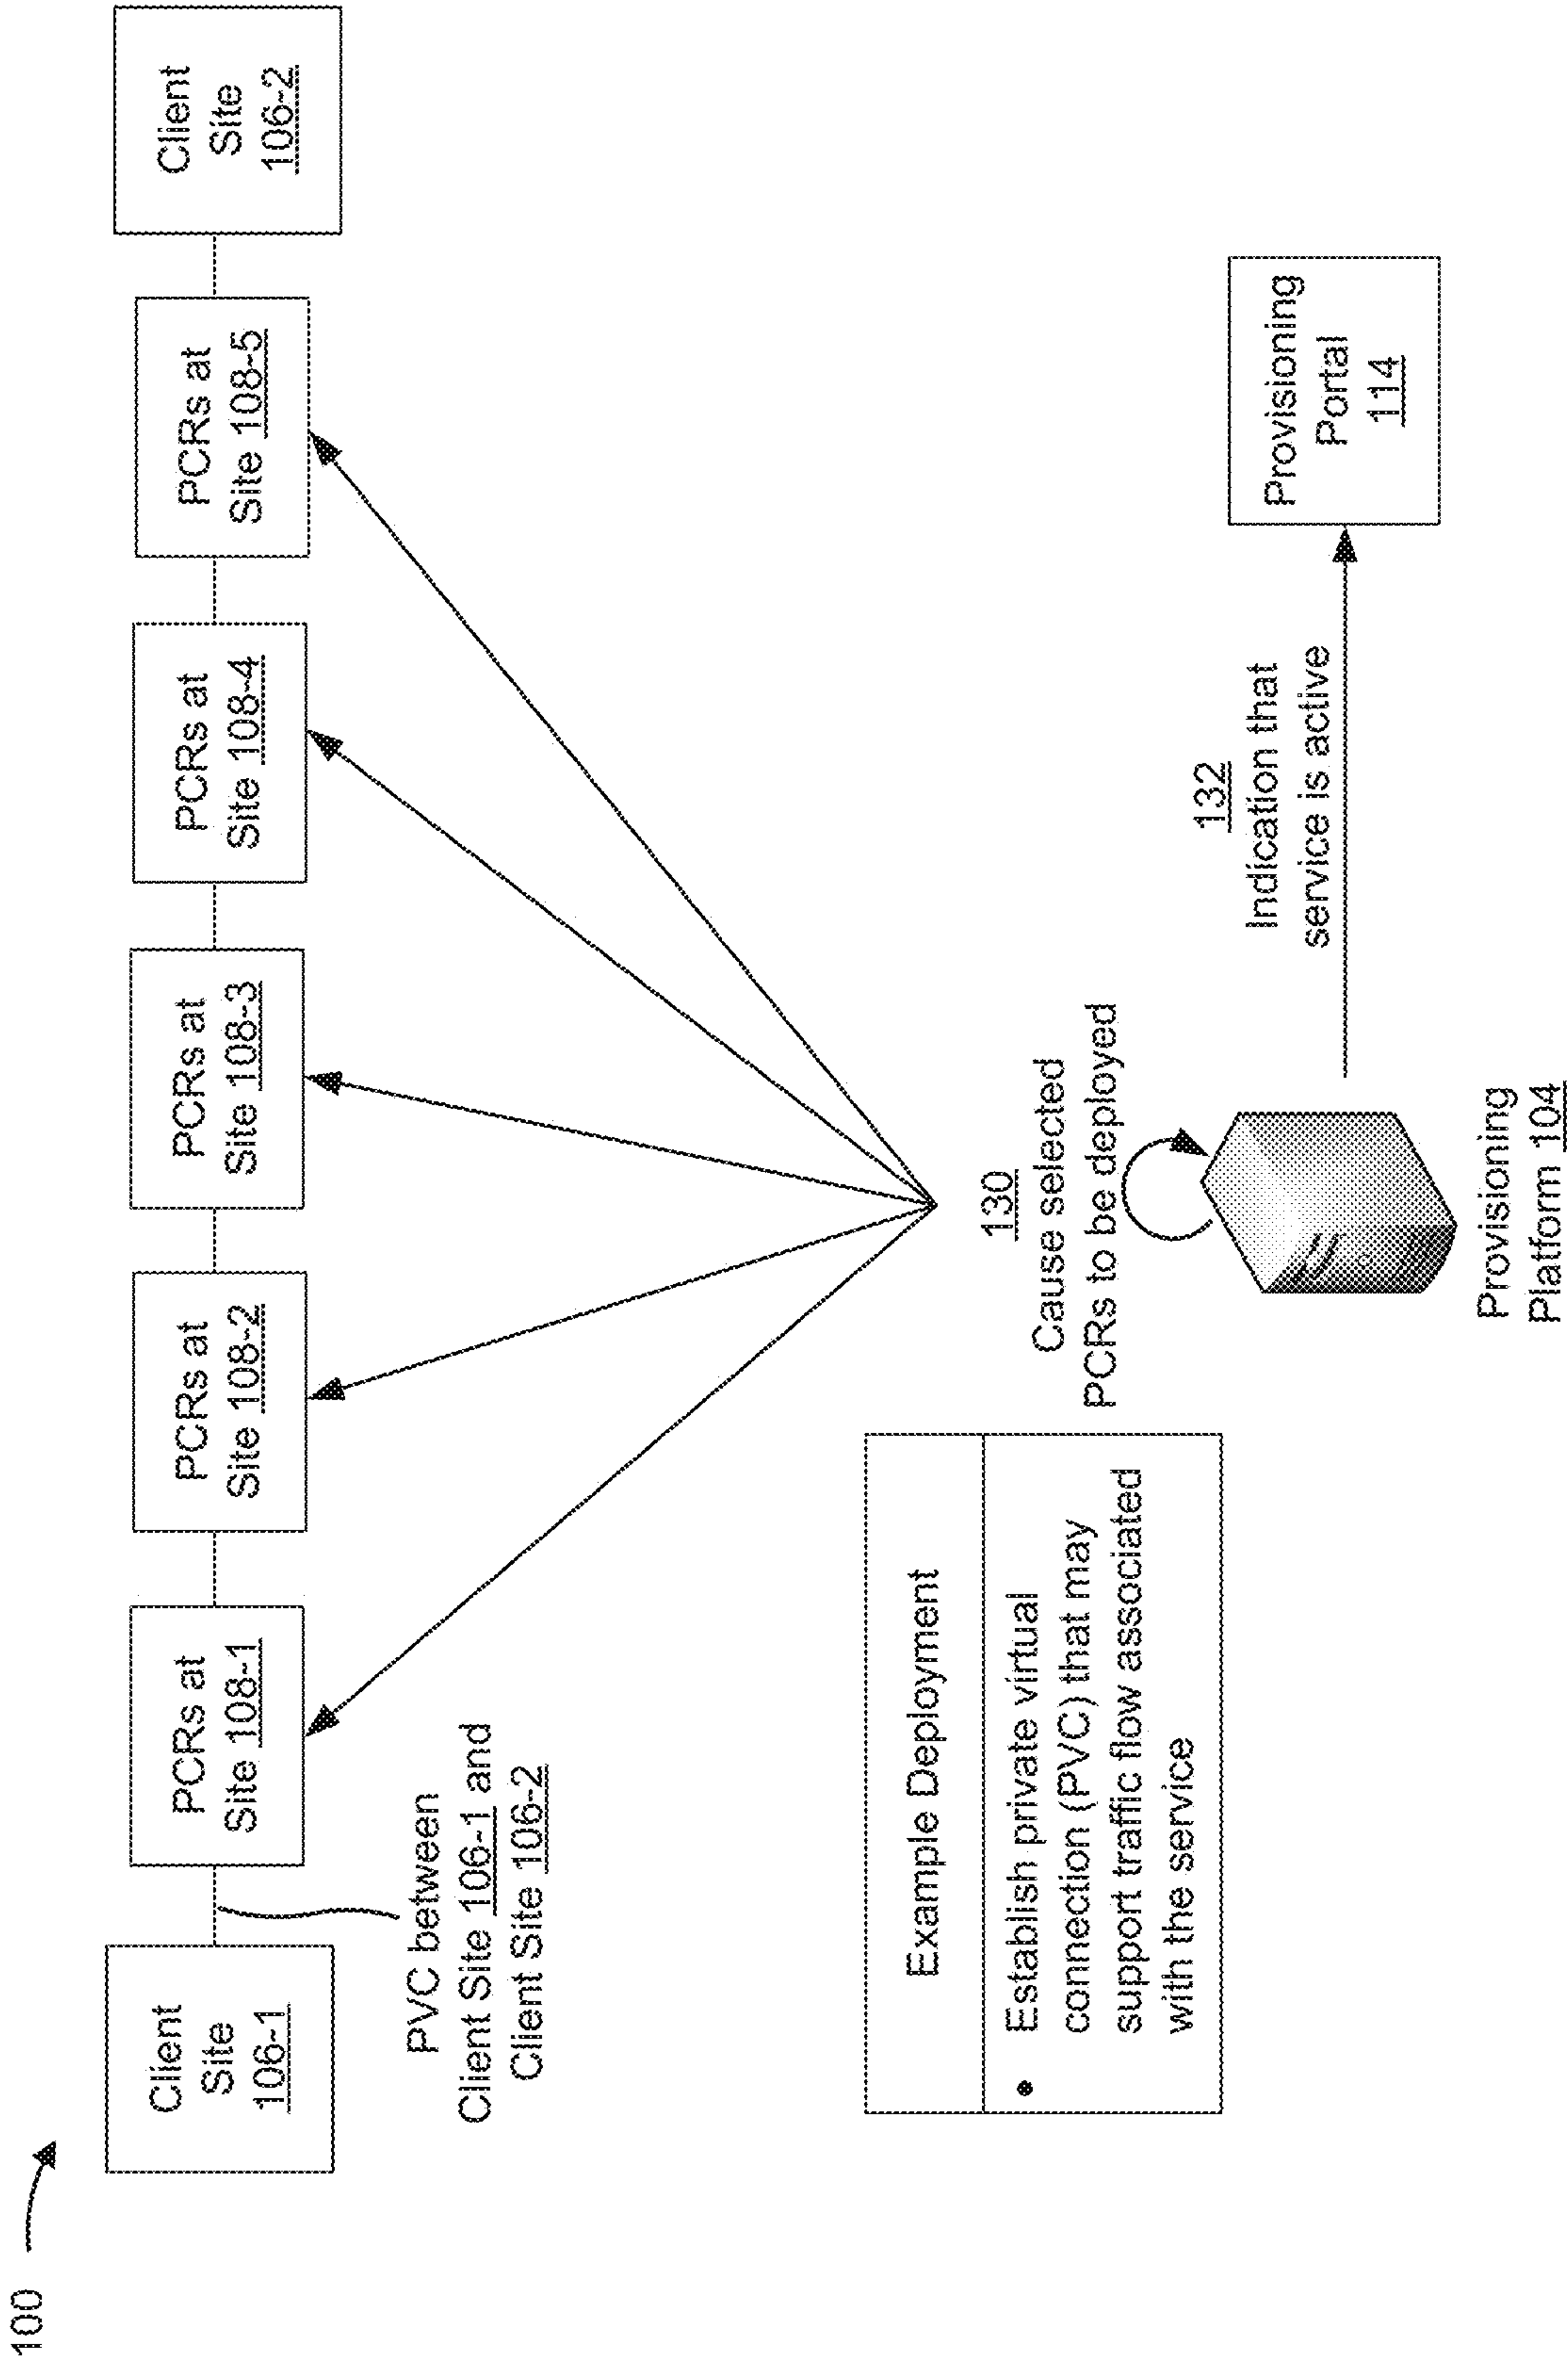 100
Client
Site
106-1
PCRs at
Site 108-1
PCRs at
Site 108-2
PCRs at
Site 108-3
PCRs at
Site 108-4
PCRs at
Site 108-5
Client
Site
106-2
PVC between
Client Site 106-1 and
Client Site 106-2
Example Deployment
• Establish private virtual
connection (PVC) that may
support traffic flow associated
with the service
130
Cause selected
PCRs to be deployed
Provisioning
Platform 104
132
Indication that
service is active
Provisioning
Portal
114